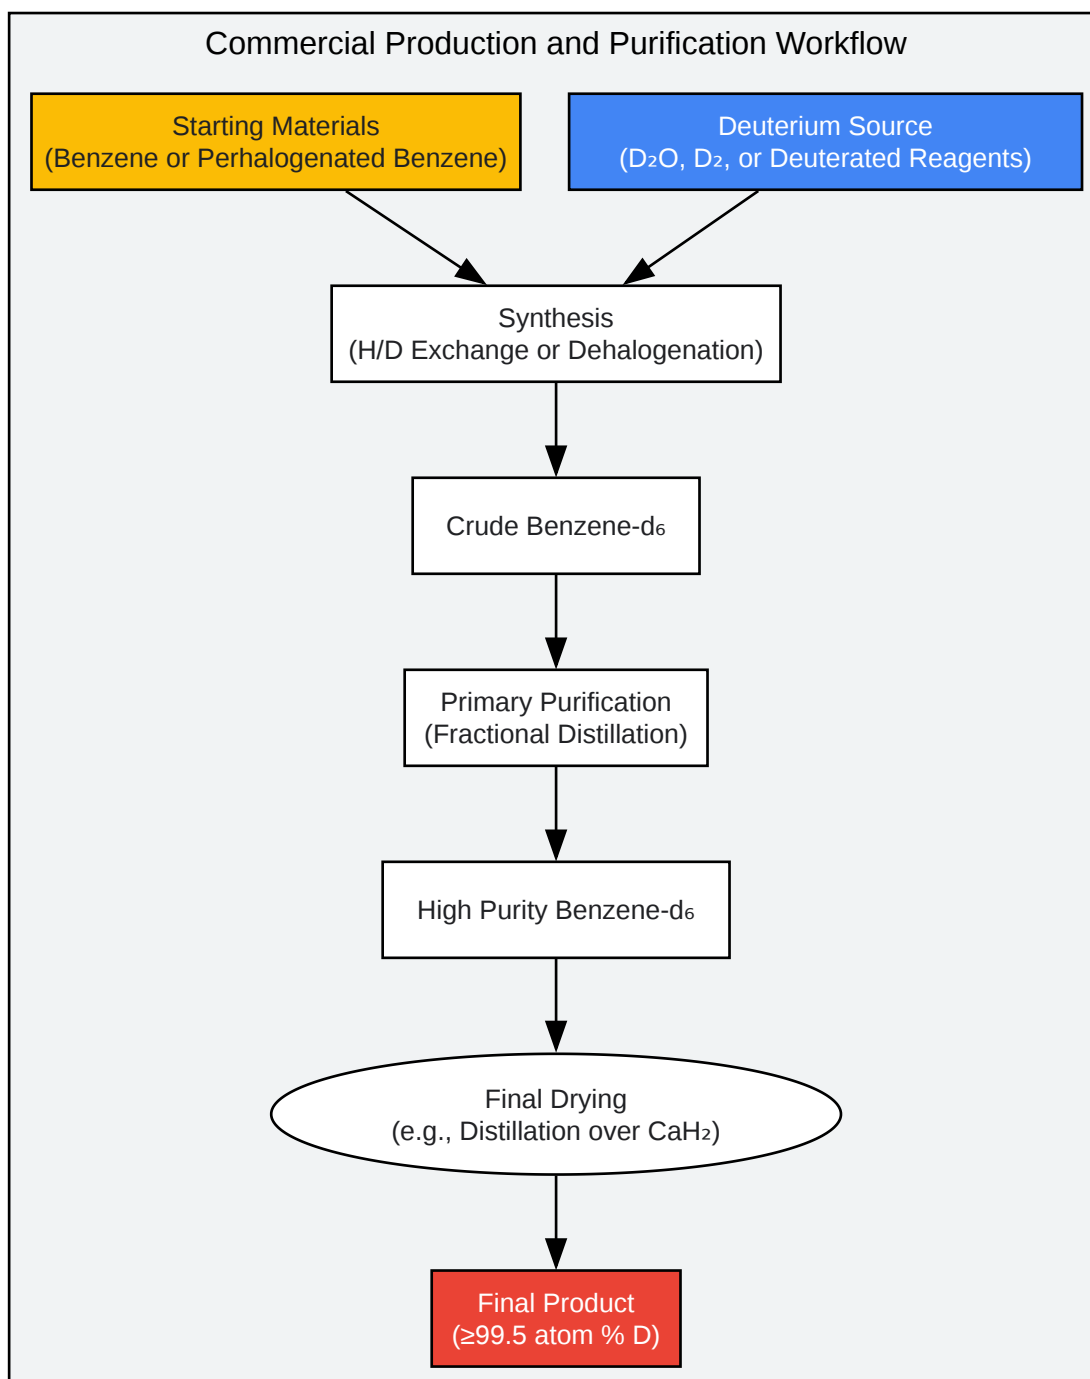 Commercial Production and Purification Workflow
Starting Materials
(Benzene or Perhalogenated Benzene)
Deuterium Source
(D₂O, D₂, or Deuterated Reagents)
Synthesis
(H/D Exchange or Dehalogenation)
Crude Benzene-d₆
Primary Purification
(Fractional Distillation)
High Purity Benzene-d₆
Final Drying
(e.g., Distillation over CaH₂)
Final Product
(≥99.5 atom % D)